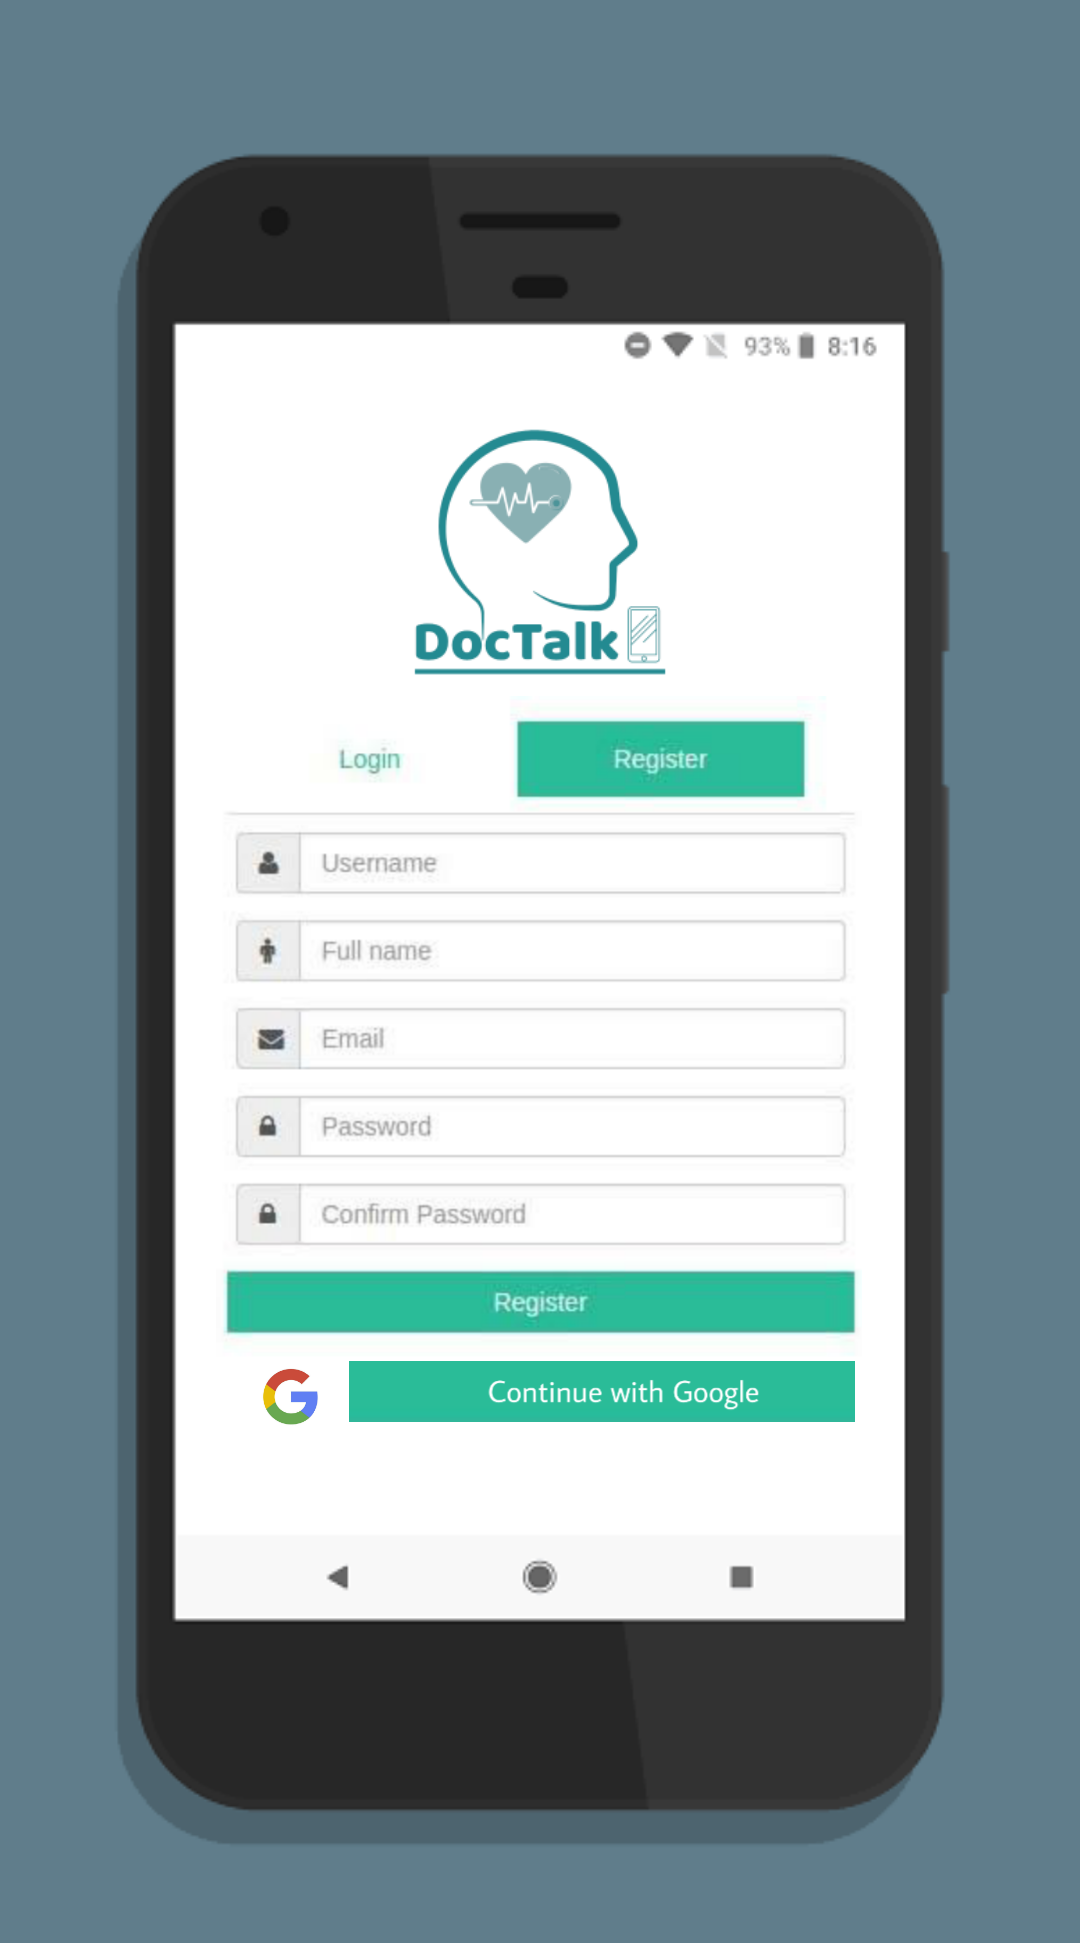 93% 8:16
DocTalk
Login Register
Username
Full name
Email
Password
Confirm Password
Register
Continue with Google